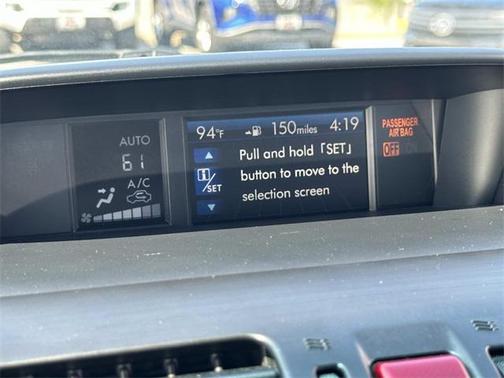 AUTO
61
A/C
94°F 150miles 4:19
Pull and hold「SET」
button to move to the
selection screen
i/SET
PASSENGER
AIR BAG
OFF